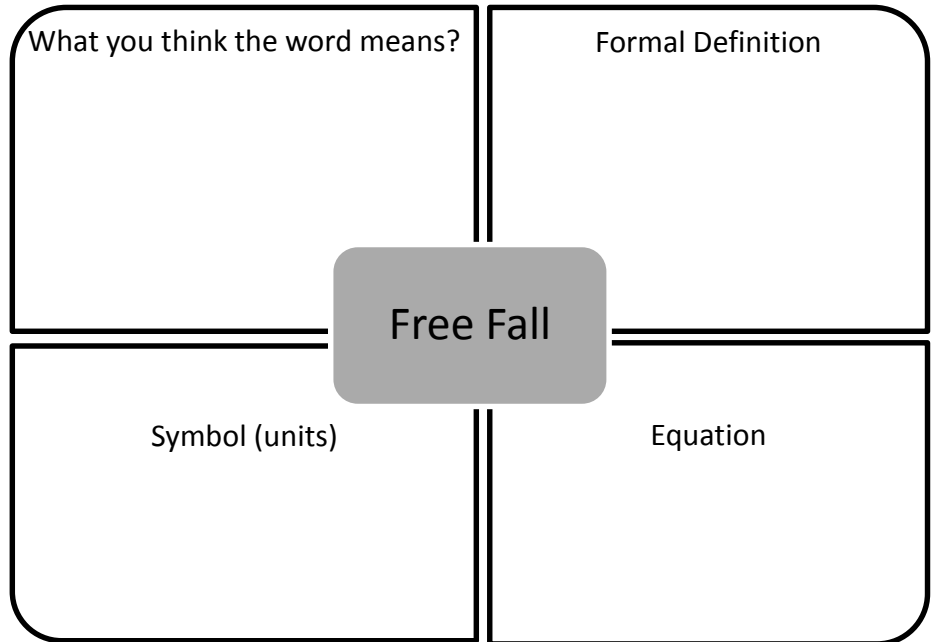 What you think the word means?
Formal Definition
Free Fall
Symbol (units)
Equation